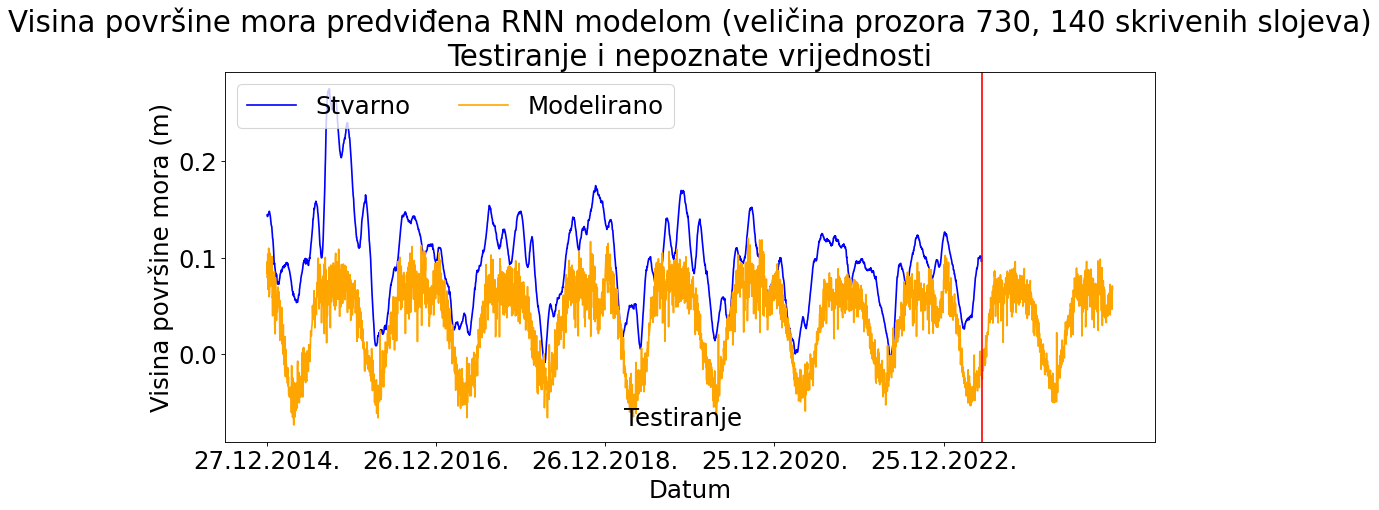 Visina površine mora predviđena RNN modelom (veličina prozora 730, 140 skrivenih slojeva)
Testiranje i nepoznate vrijednosti
Stvarno Modelirano
Visina površine mora (m)
0.2
0.1
0.0
Testiranje
27.12.2014. 26.12.2016. 26.12.2018. 25.12.2020. 25.12.2022.
Datum